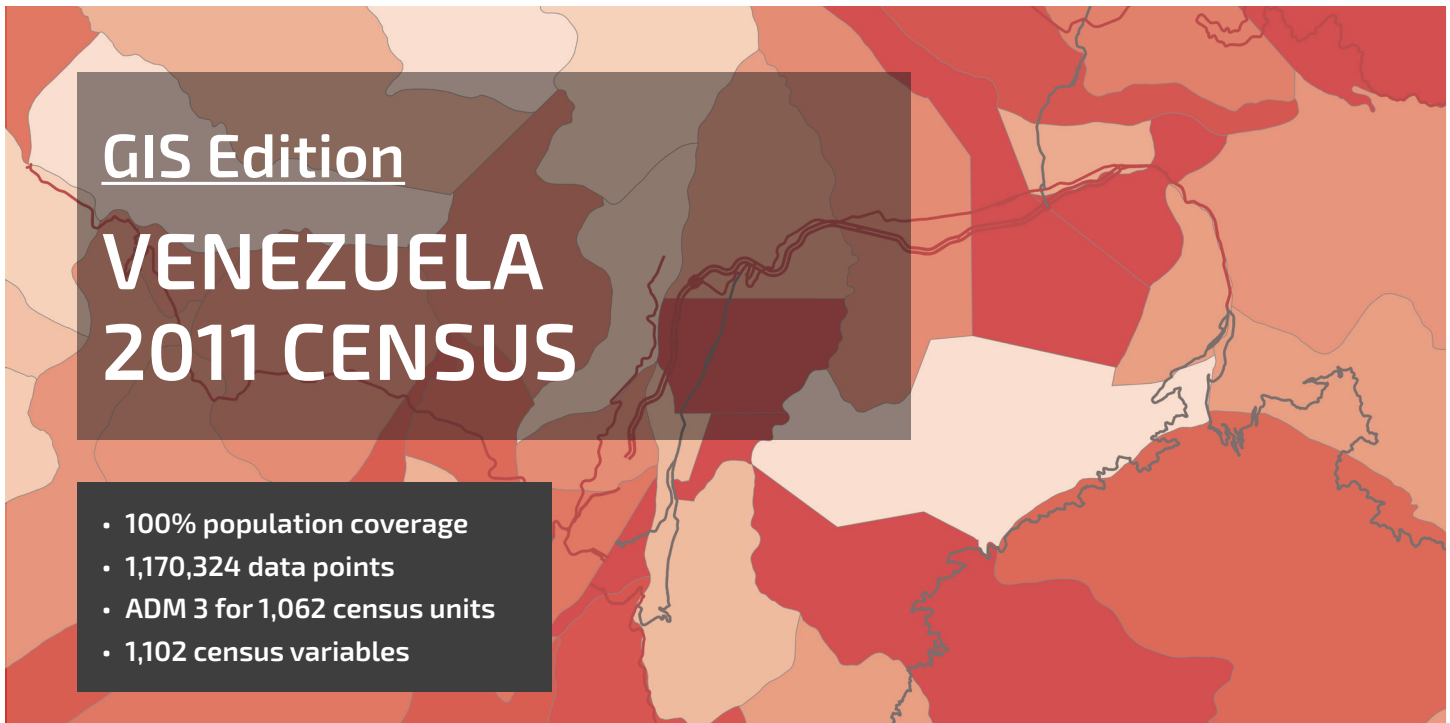 GIS Edition
VENEZUELA
2011 CENSUS
• 100% population coverage
• 1,170,324 data points
• ADM 3 for 1,062 census units
• 1,102 census variables